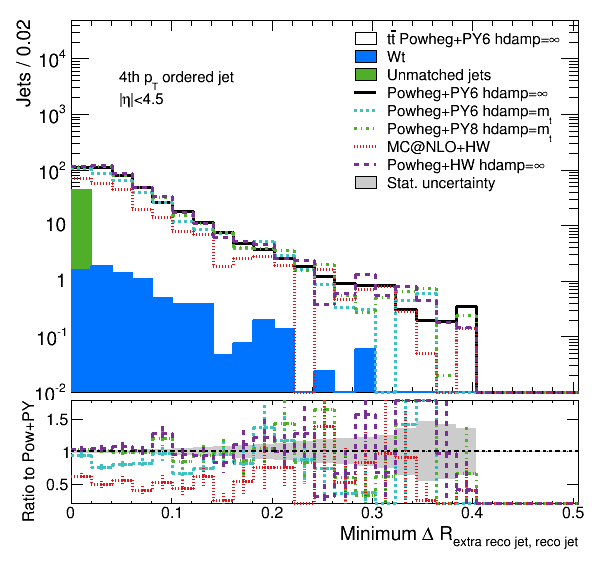 Jets / 0.02
10⁴
10³
10²
10
1
10⁻¹
10⁻²
4th p_T ordered jet
|η|<4.5
tt̅ Powheg+PY6 hdamp=∞
Wt
Unmatched jets
Powheg+PY6 hdamp=∞
Powheg+PY6 hdamp=m_t
Powheg+PY8 hdamp=m_t
MC@NLO+HW
Powheg+HW hdamp=∞
Stat. uncertainty
Ratio to Pow+PY
1.5
1
0.5
0 0.1 0.2 0.3 0.4 0.5
Minimum Δ R_extra reco jet, reco jet